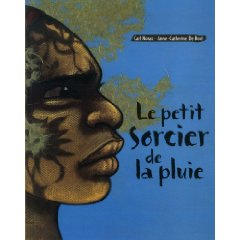 Carl Norac - Anne-Catherine De Boel
Le petit
sorcier
de
la pluie